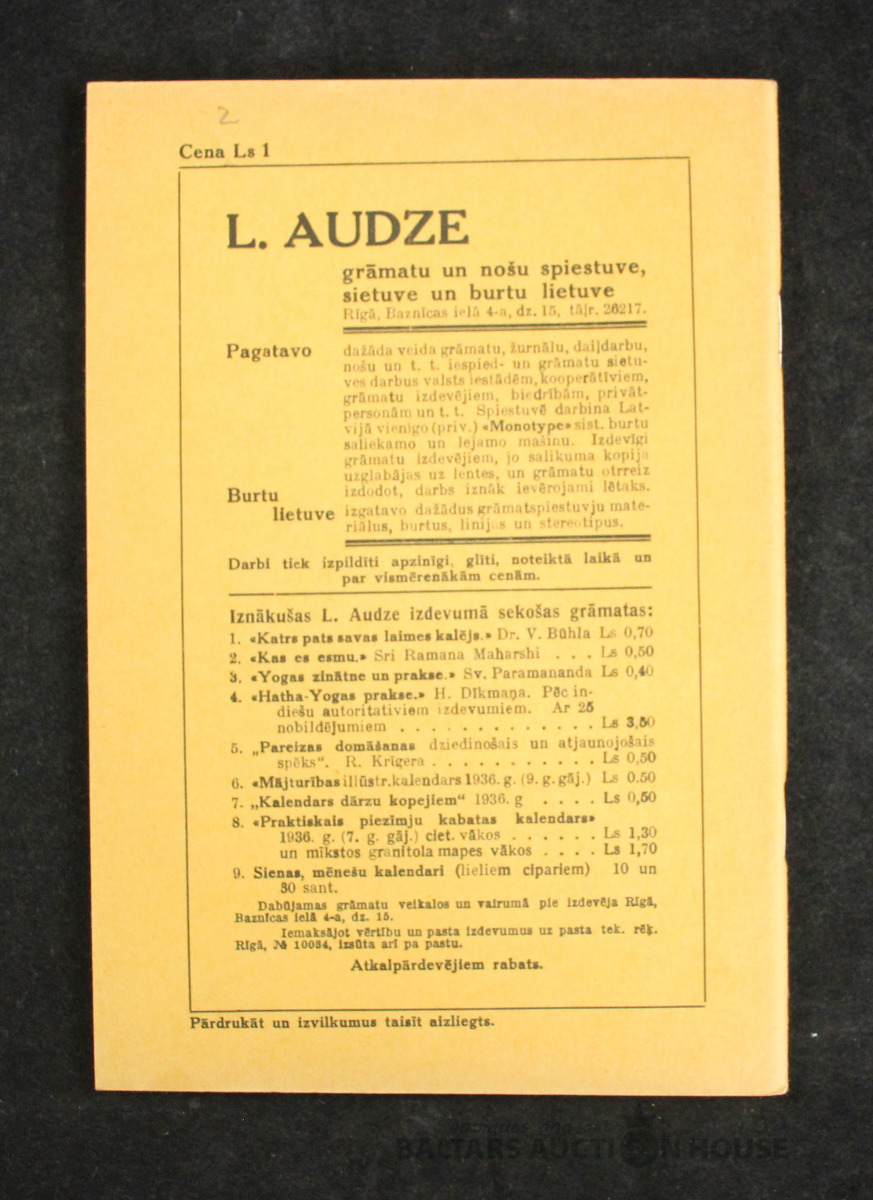 2
Cena Ls 1
L. AUDZE
grāmatu un nošu spiestuve,
sietuve un burtu lietuve
Rīgā, Baznīcas ielā 4-a, dz. 15, tāļr. 26217.
Pagatavo dažāda veida grāmatu, žurnālu, daiļdarbu,
nošu un t. t. iespied- un grāmatu sietu-
ves darbus valsts iestādēm, kooperātīviem,
grāmatu izdevējiem, biedrībām, privāt-
personām un t. t. Spiestuvē darbina Lat-
vijā vienīgo (priv.) «Monotype» sist. burtu
saliekamo un lejamo mašīnu. Izdevīgi
grāmatu izdevējiem, jo salikuma kopija
uzglabājas uz lentes, un grāmatu otrreiz
izdodot, darbs iznāk ievērojami lētaks.
Burtu
lietuve izgatavo dažādus grāmatspiestuvju mate-
riālus, burtus, linijas un stereotipus.
Darbi tiek izpildīti apzinīgi, glīti, noteiktā laikā un
par vismērenākām cenām.
Iznākušas L. Audze izdevumā sekošas grāmatas:
1. «Katrs pats savas laimes kalējs.» Dr. V. Būhla Ls 0,70
2. «Kas es esmu.» Sri Ramana Maharshi . . . Ls 0,50
3. «Yogas zinātne un prakse.» Sv. Paramananda Ls 0,40
4. «Hatha-Yogas prakse.» H. Dīkmaņa. Pēc in-
diešu autoritatīviem izdevumiem. Ar 25
nobildējumiem . . . . . . . . . . . . . Ls 3,50
5. „Pareizas domāšanas dziedinošais un atjaunojošais
spēks“. R. Krīgera . . . . . . . . . . . Ls 0,50
6. «Mājturības illūstr. kalendars 1936. g. (9. g. gāj.) Ls 0.50
7. „Kalendars dārzu kopejiem“ 1936. g . . . . Ls 0,50
8. «Praktiskais piezīmju kabatas kalendars»
1936. g. (7. g. gāj.) ciet. vākos . . . . . . Ls 1,30
un mīkstos granitola mapes vākos . . . . Ls 1,70
9. Sienas, mēnešu kalendari (lieliem cipariem) 10 un
30 sant.
Dabūjamas grāmatu veikalos un vairumā pie izdevēja Rīgā,
Baznīcas ielā 4-a, dz. 15.
Iemaksājot vērtību un pasta izdevumus uz pasta tek. rēķ.
Rīgā, № 10034, izsūta arī pa pastu.
Atkalpārdevējiem rabats.
Pārdrukāt un izvilkumus taisīt aizliegts.
BALTARS AUCTION HOUSE